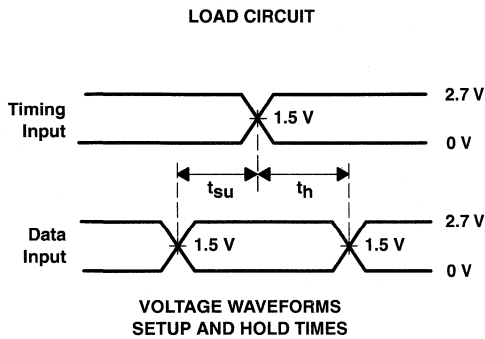 LOAD CIRCUIT
2.7 V
Timing
Input
1.5 V
0 V
tsu
th
2.7 V
Data
Input
1.5 V
1.5 V
0 V
VOLTAGE WAVEFORMS
SETUP AND HOLD TIMES